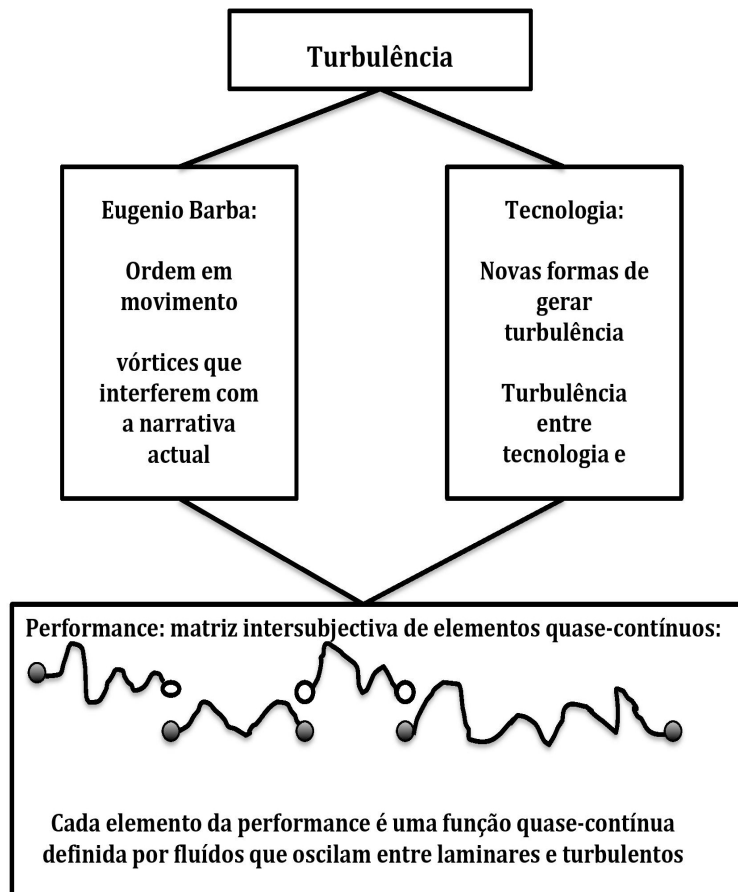 Turbulência
Eugenio Barba:
Ordem em
movimento
vórtices que
interferem com
a narrativa
actual
Tecnologia:
Novas formas de
gerar
turbulência
Turbulência
entre
tecnologia e
Performance: matriz intersubjectiva de elementos quase-contínuos:
Cada elemento da performance é uma função quase-contínua
definida por fluídos que oscilam entre laminares e turbulentos